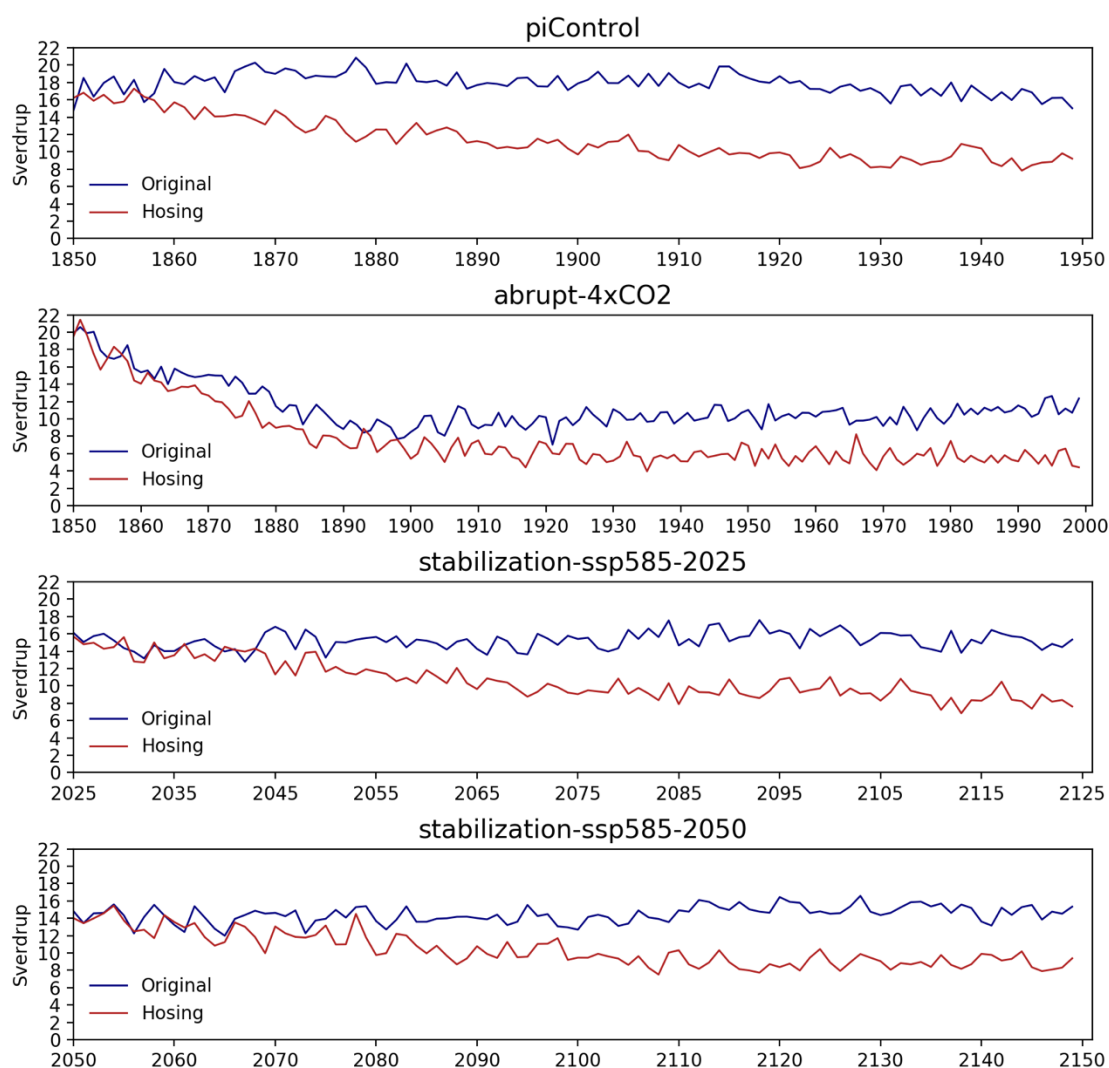 piControl
22
20
18
16
14
12
10
8
6
4
2
0
Sverdrup
Original
Hosing
1850 1860 1870 1880 1890 1900 1910 1920 1930 1940 1950
abrupt-4xCO2
22
20
18
16
14
12
10
8
6
4
2
0
Sverdrup
Original
Hosing
1850 1860 1870 1880 1890 1900 1910 1920 1930 1940 1950 1960 1970 1980 1990 2000
stabilization-ssp585-2025
22
20
18
16
14
12
10
8
6
4
2
0
Sverdrup
Original
Hosing
2025 2035 2045 2055 2065 2075 2085 2095 2105 2115 2125
stabilization-ssp585-2050
22
20
18
16
14
12
10
8
6
4
2
0
Sverdrup
Original
Hosing
2050 2060 2070 2080 2090 2100 2110 2120 2130 2140 2150